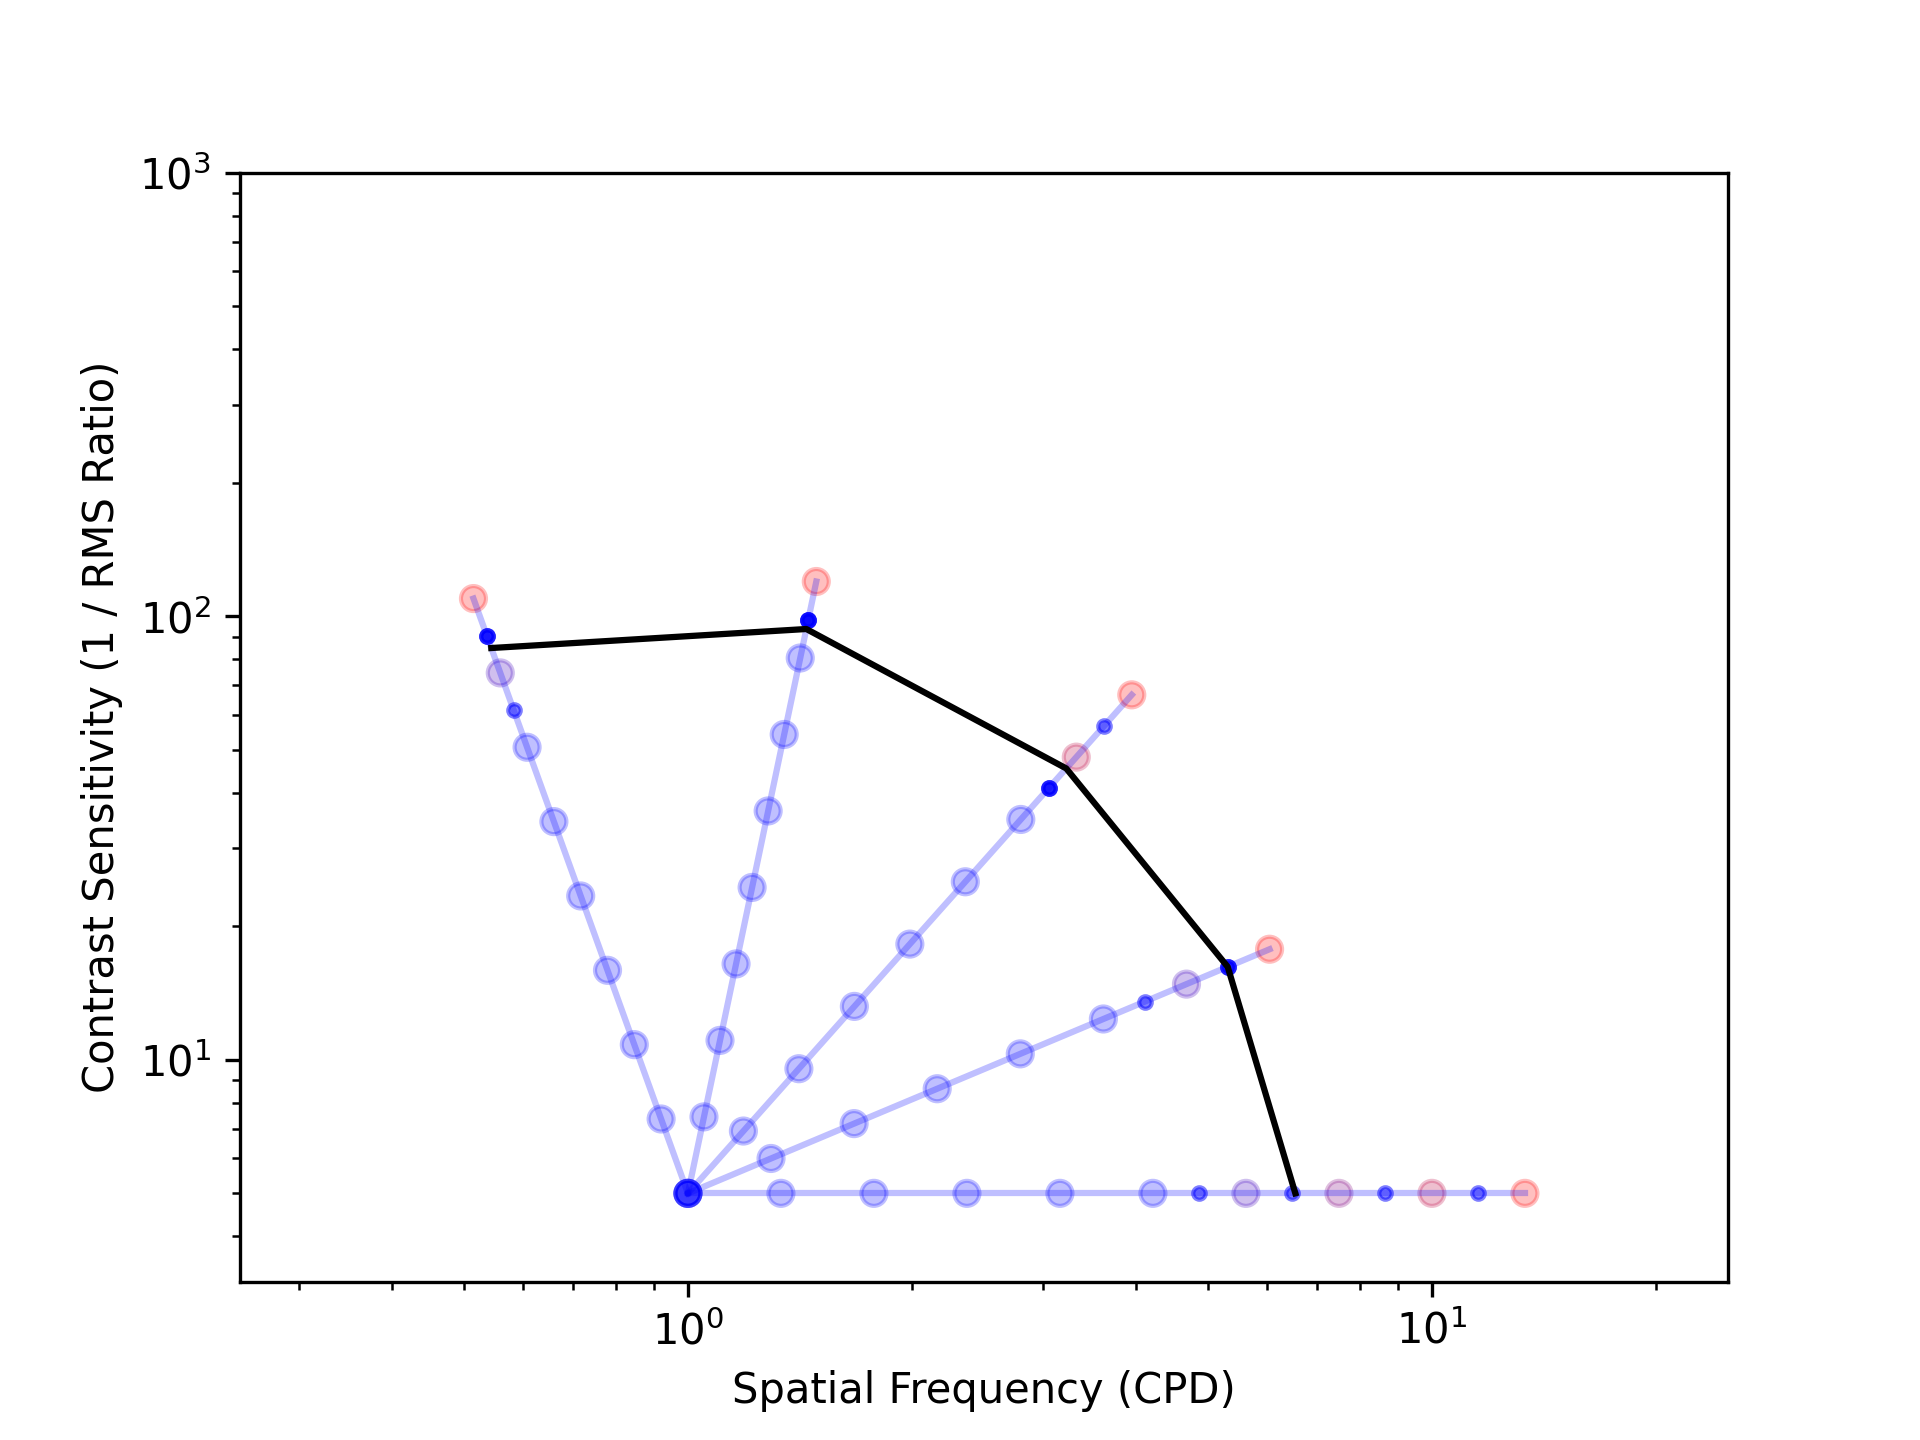 10³
10²
10¹
Contrast Sensitivity (1 / RMS Ratio)
10⁰ 10¹
Spatial Frequency (CPD)